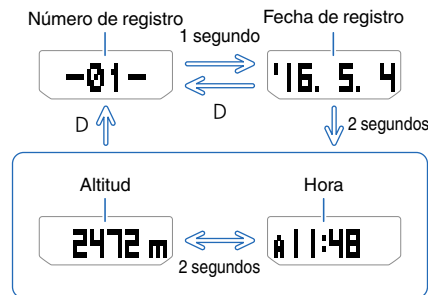 Número de registro
Fecha de registro
1 segundo
-01-
'16. 5. 4
D
D
2 segundos
Altitud
Hora
2472 m
A11:48
2 segundos